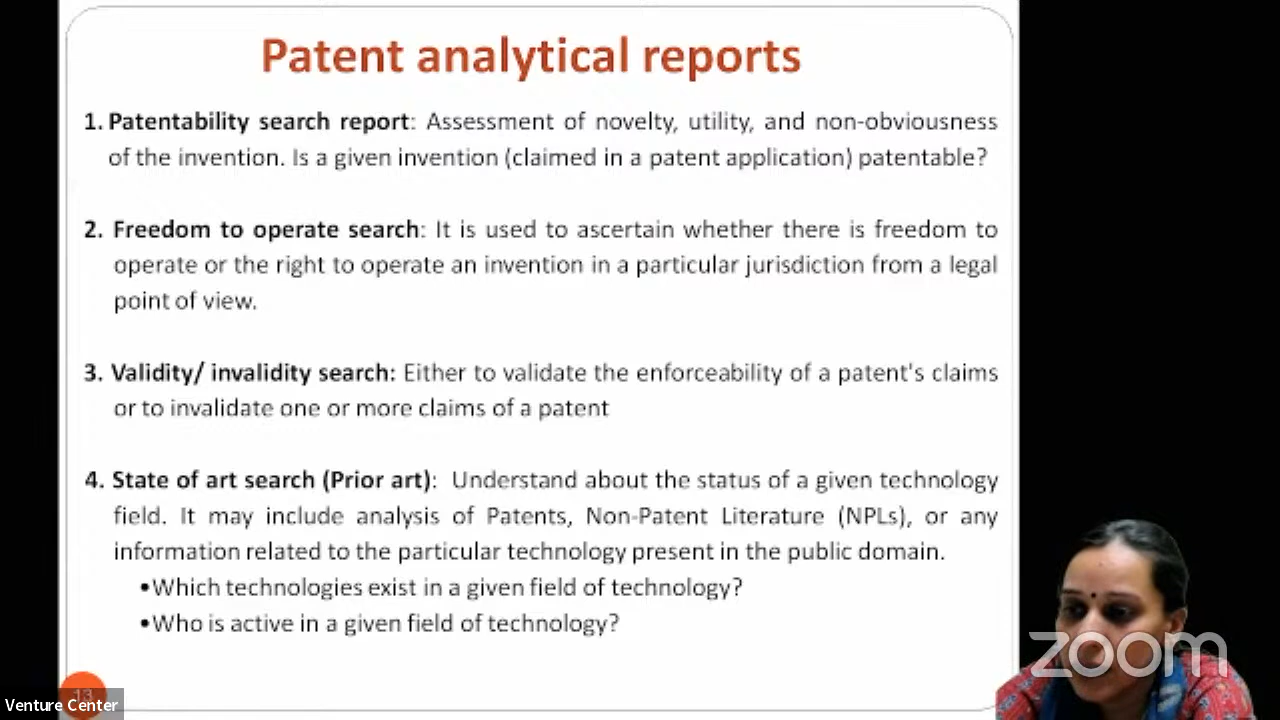 Patent analytical reports
1. Patentability search report: Assessment of novelty, utility, and non-obviousness
of the invention. Is a given invention (claimed in a patent application) patentable?
2. Freedom to operate search: It is used to ascertain whether there is freedom to
operate or the right to operate an invention in a particular jurisdiction from a legal
point of view.
3. Validity/ invalidity search: Either to validate the enforceability of a patent's claims
or to invalidate one or more claims of a patent
4. State of art search (Prior art): Understand about the status of a given technology
field. It may include analysis of Patents, Non-Patent Literature (NPLs), or any
information related to the particular technology present in the public domain.
•Which technologies exist in a given field of technology?
•Who is active in a given field of technology?
13
Venture Center
zoom